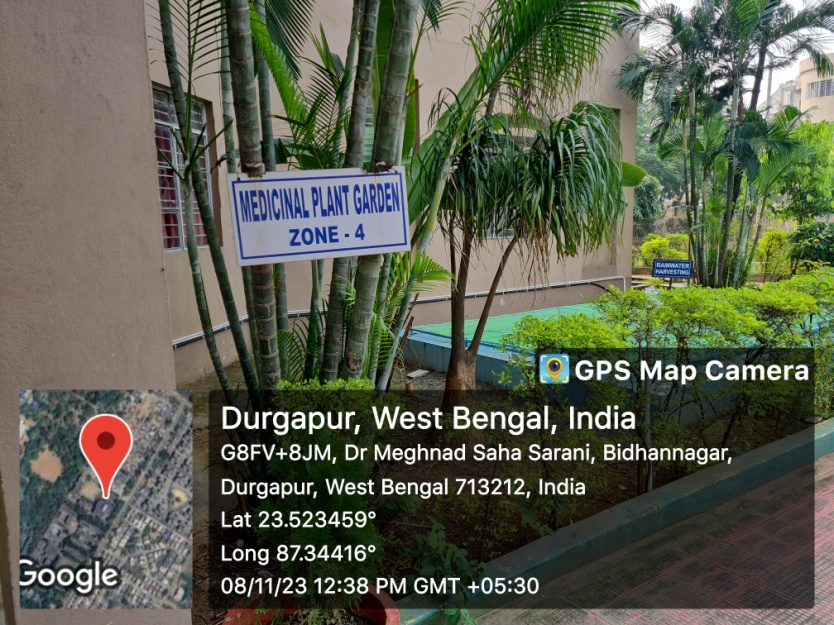 MEDICINAL PLANT GARDEN
ZONE - 4
RAINWATER
HARVESTING
GPS Map Camera
Durgapur, West Bengal, India
G8FV+8JM, Dr Meghnad Saha Sarani, Bidhannagar,
Durgapur, West Bengal 713212, India
Lat 23.523459°
Long 87.34416°
08/11/23 12:38 PM GMT +05:30
Google